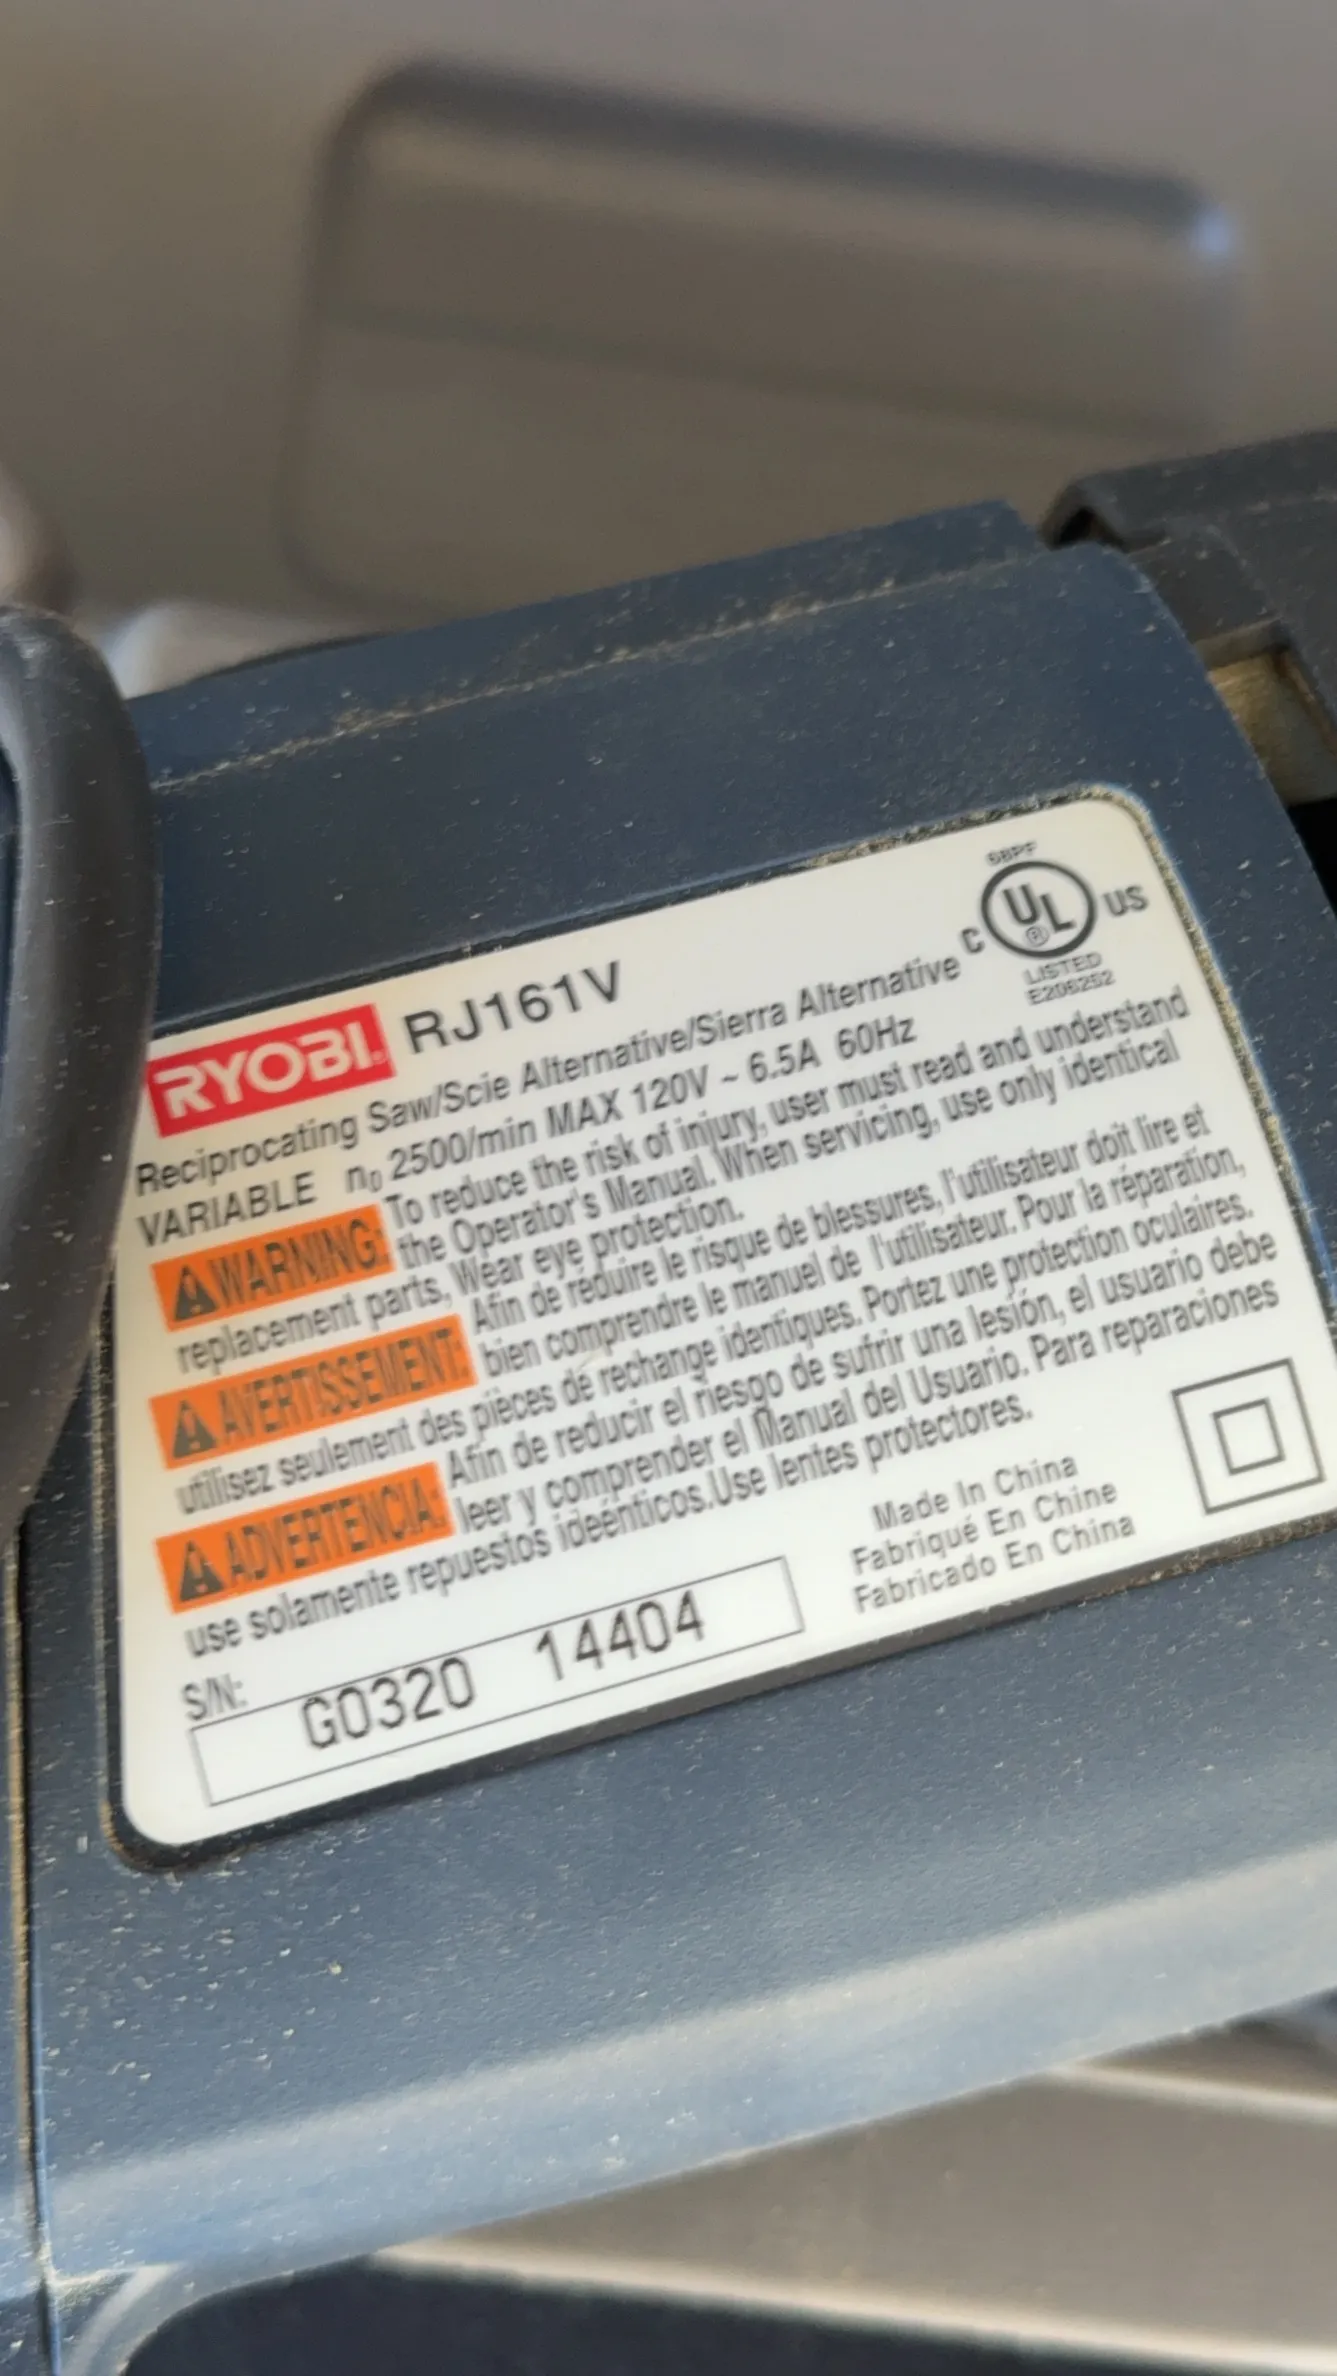 68PF
UL®
C US
LISTED
E206252
RYOBI® RJ161V
Reciprocating Saw/Scie Alternative/Sierra Alternative
VARIABLE n₀ 2500/min MAX 120V ~ 6.5A 60Hz
WARNING: To reduce the risk of injury, user must read and understand
the Operator's Manual. When servicing, use only identical
replacement parts, Wear eye protection.
AVERTISSEMENT: Afin de réduire le risque de blessures, l'utilisateur doit lire et
bien comprendre le manuel de l'utilisateur. Pour la réparation,
utilisez seulement des pièces de rechange identiques. Portez une protection oculaires.
ADVERTENCIA: Afin de reducir el riesgo de sufrir una lesión, el usuario debe
leer y comprender el Manual del Usuario. Para reparaciones
use solamente repuestos ideénticos.Use lentes protectores.
Made In China
Fabriqué En Chine
Fabricado En China
S/N:
G0320 14404